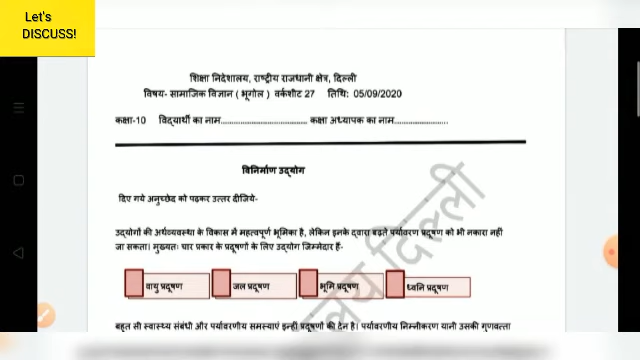 Let's
DISCUSS!
शिक्षा निदेशालय, राष्ट्रीय राजधानी क्षेत्र, दिल्ली
विषय- सामाजिक विज्ञान ( भूगोल ) वर्कशीट 27 तिथि: 05/09/2020
कक्षा-10 विद्यार्थी का नाम................................ कक्षा अध्यापक का नाम....................
विनिर्माण उद्योग
दिए गये अनुच्छेद को पढ़कर उत्तर दीजिये-
उद्योगों की अर्थव्यवस्था के विकास में महत्वपूर्ण भूमिका है, लेकिन इनके द्वारा बढ़ते पर्यावरण प्रदूषण को भी नकारा नहीं
जा सकता। मुख्यतः चार प्रकार के प्रदूषणों के लिए उद्योग जिम्मेदार हैं-
वायु प्रदूषण जल प्रदूषण भूमि प्रदूषण ध्वनि प्रदूषण
बहुत सी स्वास्थ्य संबंधी और पर्यावरणीय समस्याएं इन्हीं प्रदूषणों की देन है। पर्यावरणीय निम्नीकरण यानी उसकी गुणवत्ता
दिल्ली